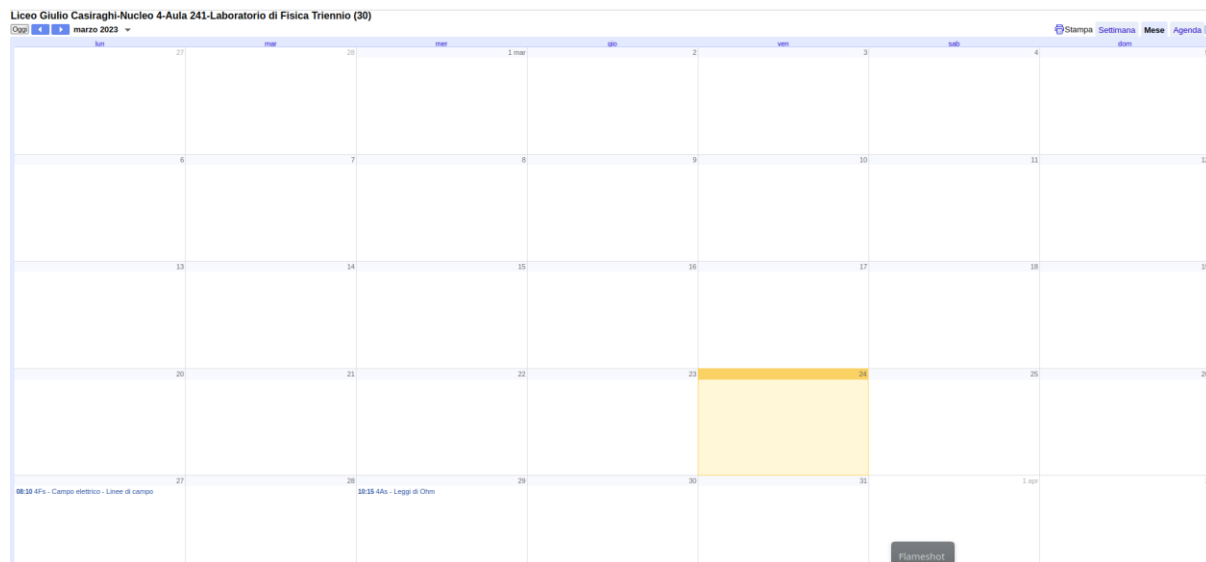 Liceo Giulio Casiraghi-Nucleo 4-Aula 241-Laboratorio di Fisica Triennio (30)
Oggi marzo 2023 Stampa Settimana Mese Agenda
lun mar mer gio ven sab dom
27 28 1 mar 2 3 4
6 7 8 9 10 11
13 14 15 16 17 18
20 21 22 23 24 25
27 28 29 30 31 1 apr
08:10 4Fs - Campo elettrico - Linee di campo 10:15 4As - Leggi di Ohm
Flameshot